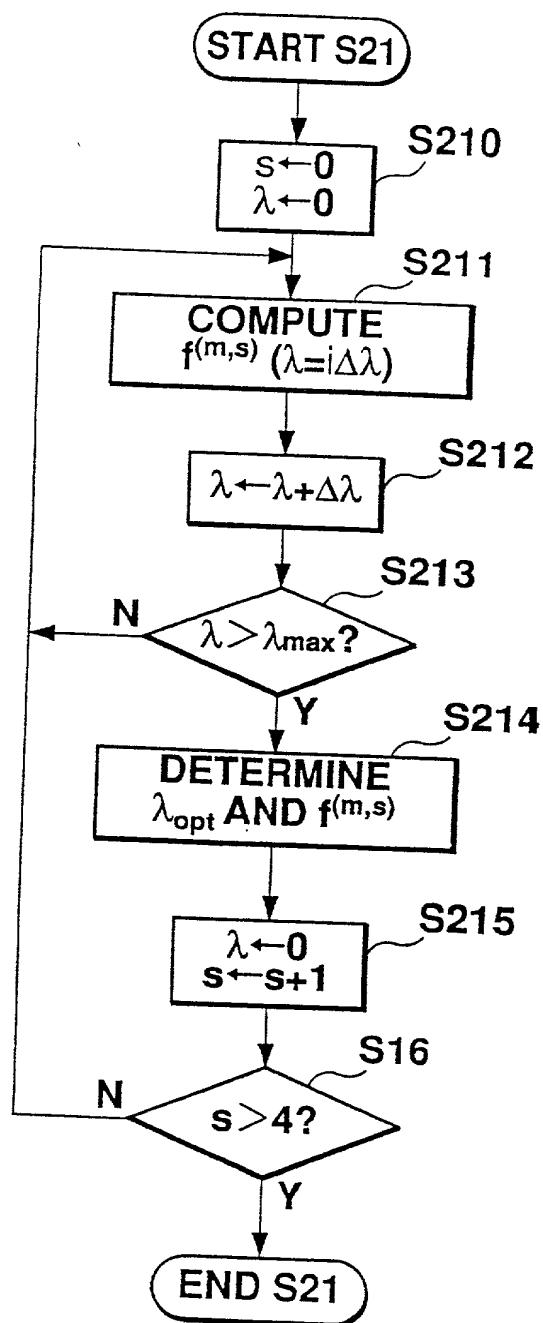 START S21
S210
s←0
λ←0
S211
COMPUTE
f(m,s) (λ=iΔλ)
S212
λ←λ+Δλ
S213
N
λ>λmax?
Y
S214
DETERMINE
λopt AND f(m,s)
S215
λ←0
s←s+1
S16
N
s>4?
Y
END S21